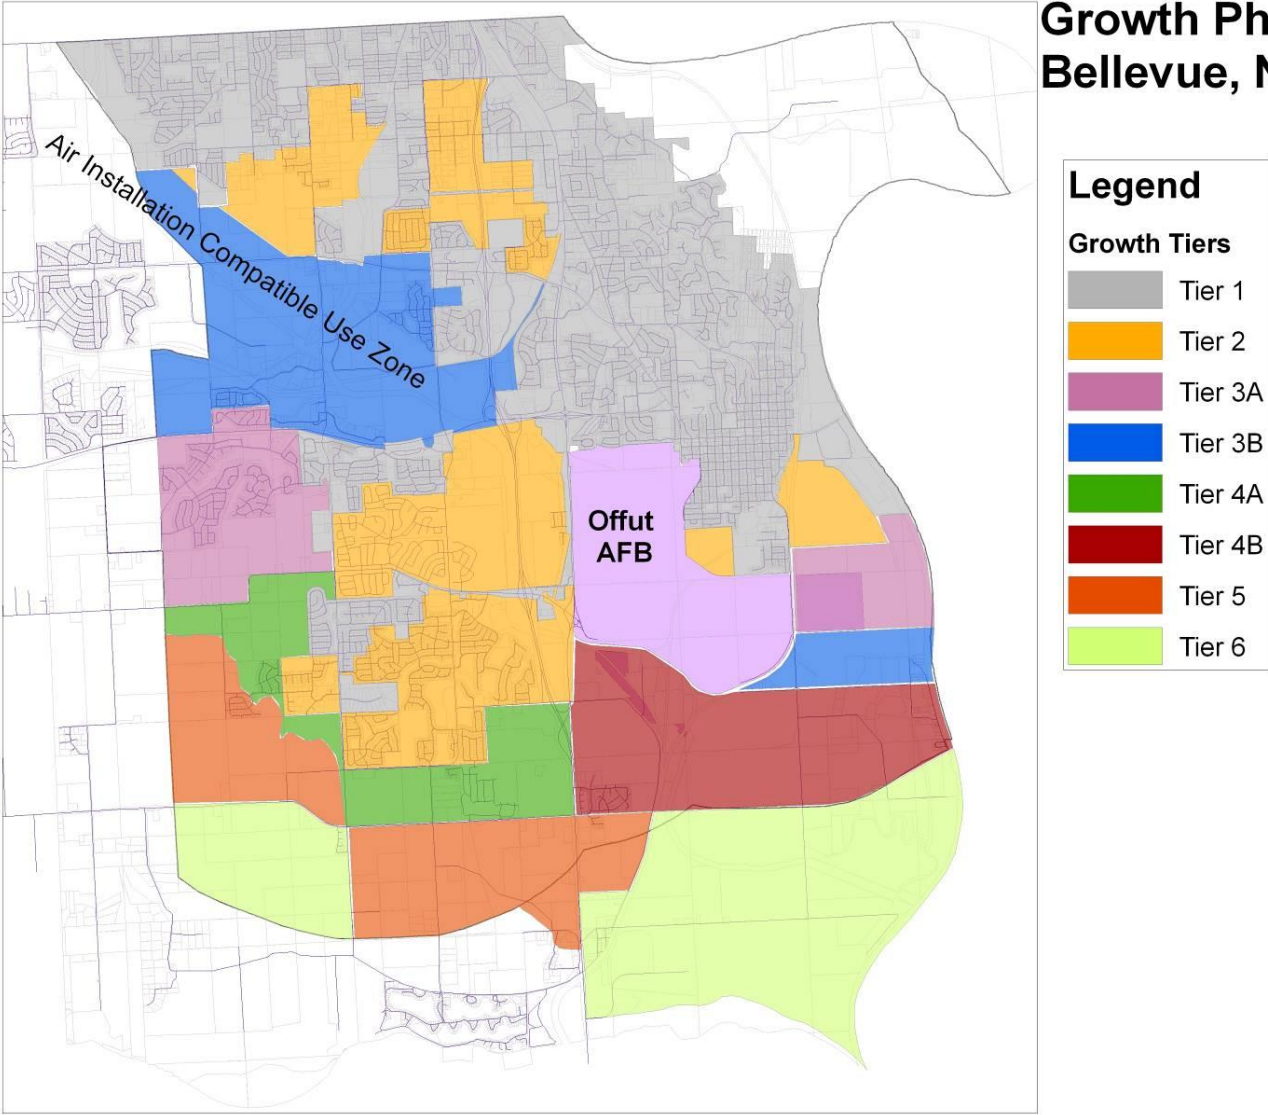 Growth Ph
Bellevue, N
Air Installation Compatible Use Zone
Legend
Growth Tiers
Tier 1
Tier 2
Tier 3A
Tier 3B
Tier 4A
Tier 4B
Tier 5
Tier 6
Offut
AFB